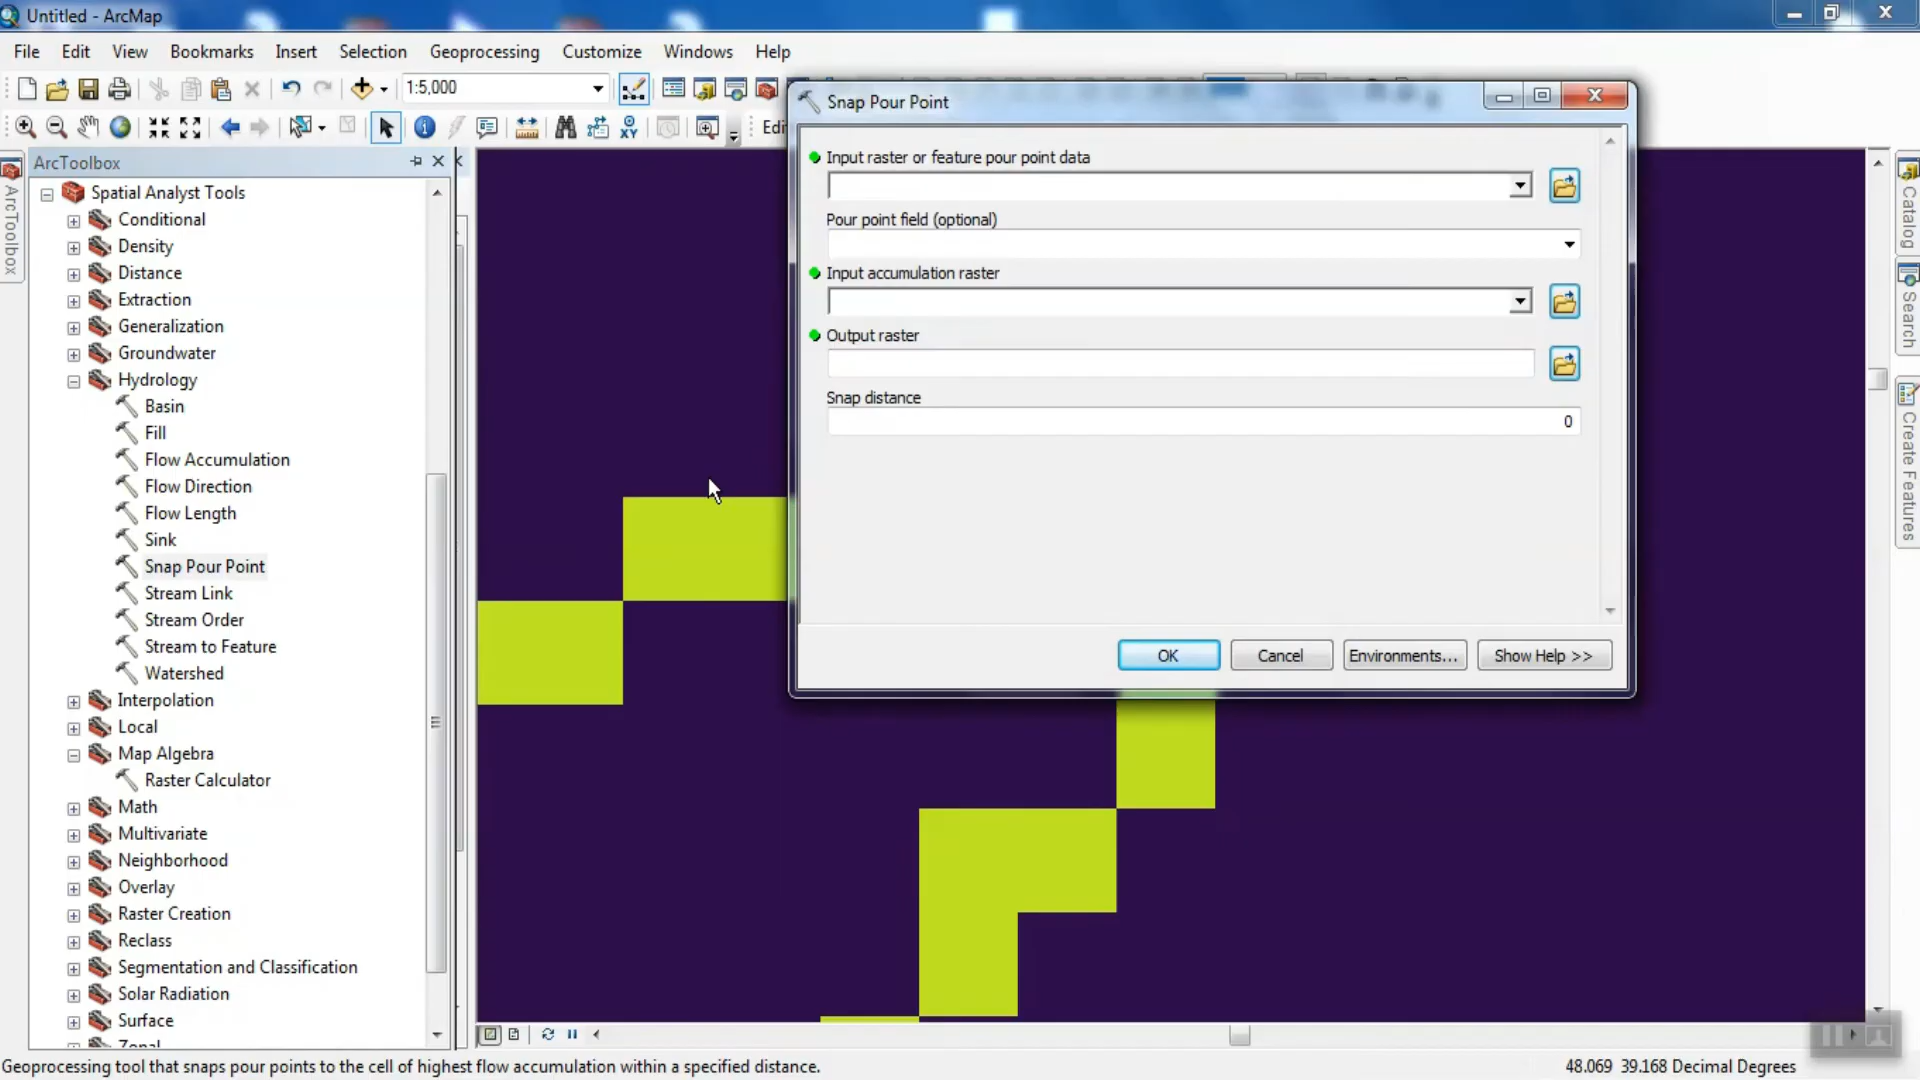 Untitled - ArcMap
File Edit View Bookmarks Insert Selection Geoprocessing Customize Windows Help
1:5,000
Edi
ArcToolbox
ArcToolbox
Spatial Analyst Tools
Conditional
Density
Distance
Extraction
Generalization
Groundwater
Hydrology
Basin
Fill
Flow Accumulation
Flow Direction
Flow Length
Sink
Snap Pour Point
Stream Link
Stream Order
Stream to Feature
Watershed
Interpolation
Local
Map Algebra
Raster Calculator
Math
Multivariate
Neighborhood
Overlay
Raster Creation
Reclass
Segmentation and Classification
Solar Radiation
Surface
Zonal
Snap Pour Point
Input raster or feature pour point data
Pour point field (optional)
Input accumulation raster
Output raster
Snap distance
0
OK Cancel Environments... Show Help >>
Catalog
Search
Create Features
Geoprocessing tool that snaps pour points to the cell of highest flow accumulation within a specified distance.
48.069 39.168 Decimal Degrees